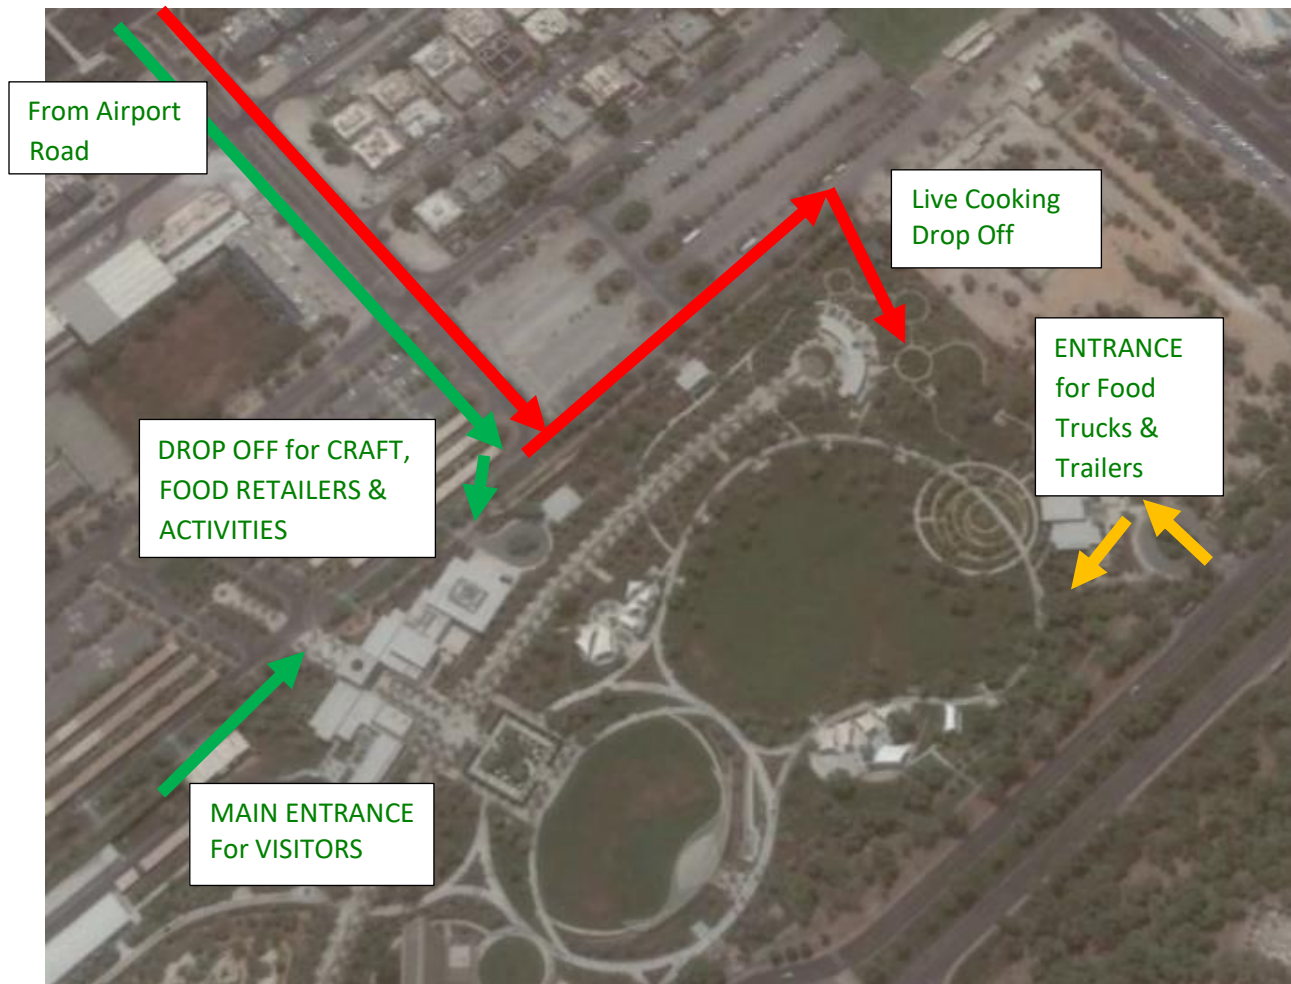 From Airport
Road
Live Cooking
Drop Off
ENTRANCE
for Food
Trucks &
Trailers
DROP OFF for CRAFT,
FOOD RETAILERS &
ACTIVITIES
MAIN ENTRANCE
For VISITORS